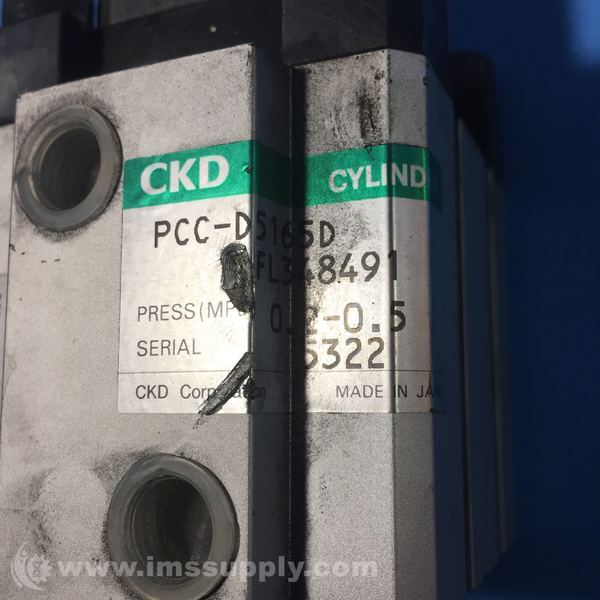 CKD CYLIND
PCC-D5165D
FL348491
PRESS(MP 0.2-0.5
SERIAL 5322
CKD Corporation MADE IN JAPAN
www.imssupply.com